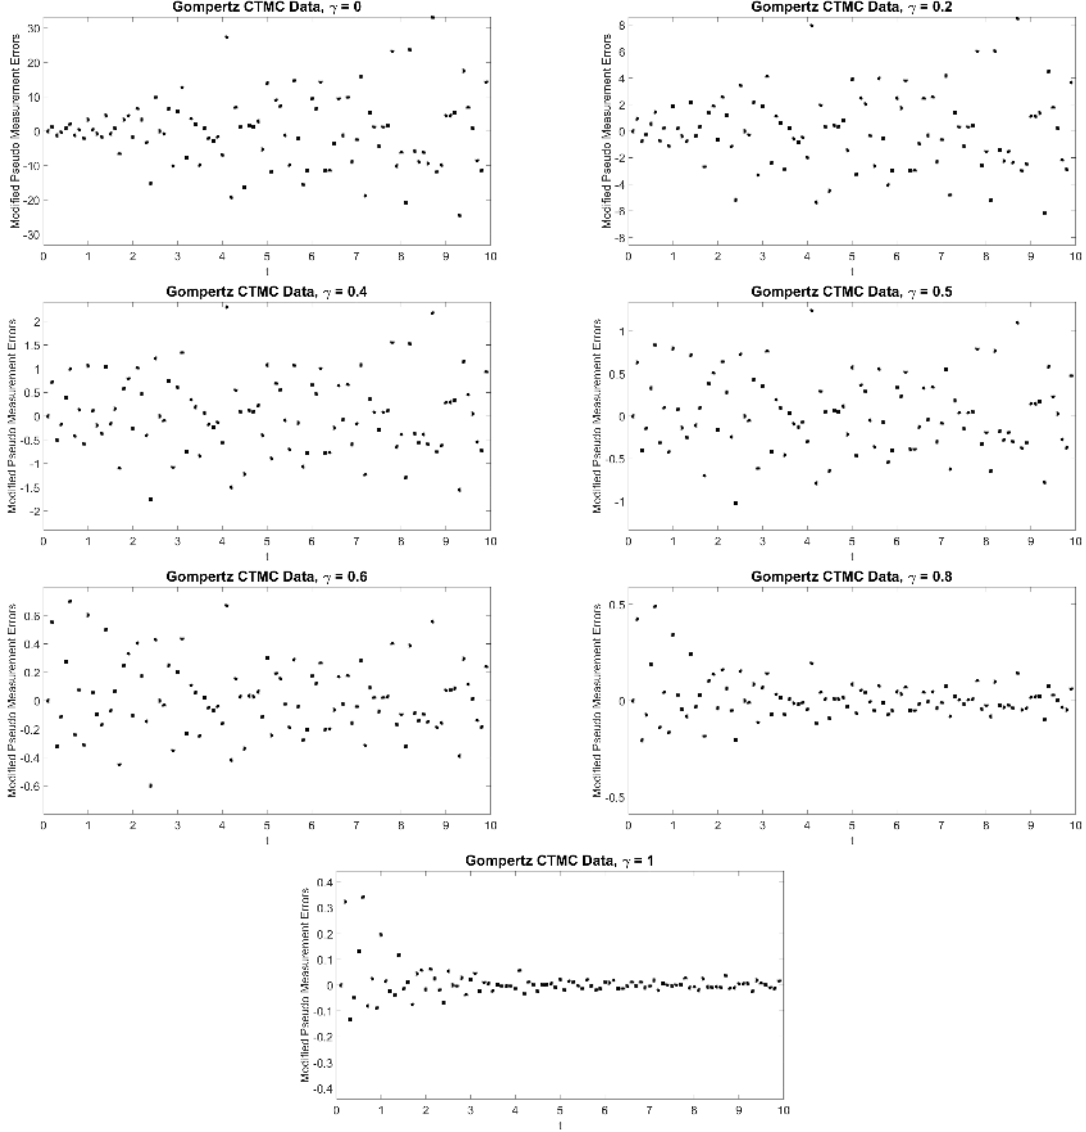 Gompertz CTMC Data, γ = 0
Modified Pseudo Measurement Errors
30
20
10
0
-10
-20
-30
0 1 2 3 4 5 6 7 8 9 10
t
Gompertz CTMC Data, γ = 0.2
Modified Pseudo Measurement Errors
8
6
4
2
0
-2
-4
-6
-8
0 1 2 3 4 5 6 7 8 9 10
t
Gompertz CTMC Data, γ = 0.4
Modified Pseudo Measurement Errors
2
1.5
1
0.5
0
-0.5
-1
-1.5
-2
0 1 2 3 4 5 6 7 8 9 10
t
Gompertz CTMC Data, γ = 0.5
Modified Pseudo Measurement Errors
1
0.5
0
-0.5
-1
0 1 2 3 4 5 6 7 8 9 10
t
Gompertz CTMC Data, γ = 0.6
Modified Pseudo Measurement Errors
0.6
0.4
0.2
0
-0.2
-0.4
-0.6
0 1 2 3 4 5 6 7 8 9 10
t
Gompertz CTMC Data, γ = 0.8
Modified Pseudo Measurement Errors
0.5
0
-0.5
0 1 2 3 4 5 6 7 8 9 10
t
Gompertz CTMC Data, γ = 1
Modified Pseudo Measurement Errors
0.4
0.3
0.2
0.1
0
-0.1
-0.2
-0.3
-0.4
0 1 2 3 4 5 6 7 8 9 10
t